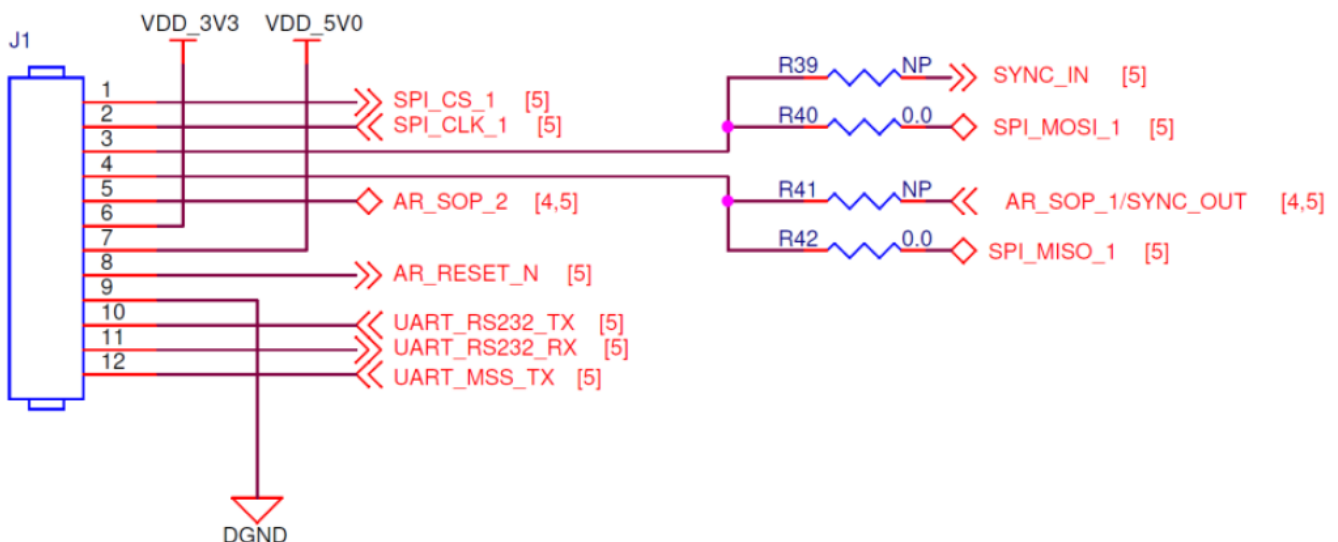 VDD_3V3 VDD_5V0
J1
R39 NP SYNC_IN [5]
1 SPI_CS_1 [5]
2 SPI_CLK_1 [5]
R40 0.0 SPI_MOSI_1 [5]
3
4
5 AR_SOP_2 [4,5]
R41 NP AR_SOP_1/SYNC_OUT [4,5]
6
7
R42 0.0 SPI_MISO_1 [5]
8 AR_RESET_N [5]
9
10 UART_RS232_TX [5]
11 UART_RS232_RX [5]
12 UART_MSS_TX [5]
DGND